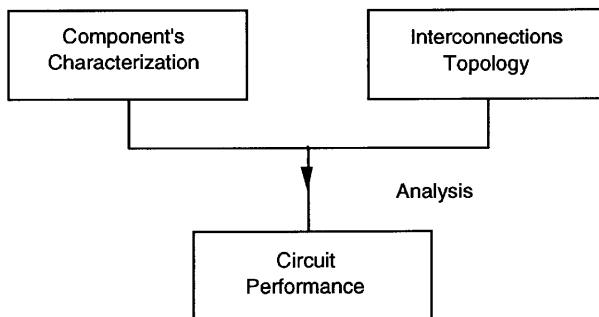 Component's
Characterization
Interconnections
Topology
Analysis
Circuit
Performance